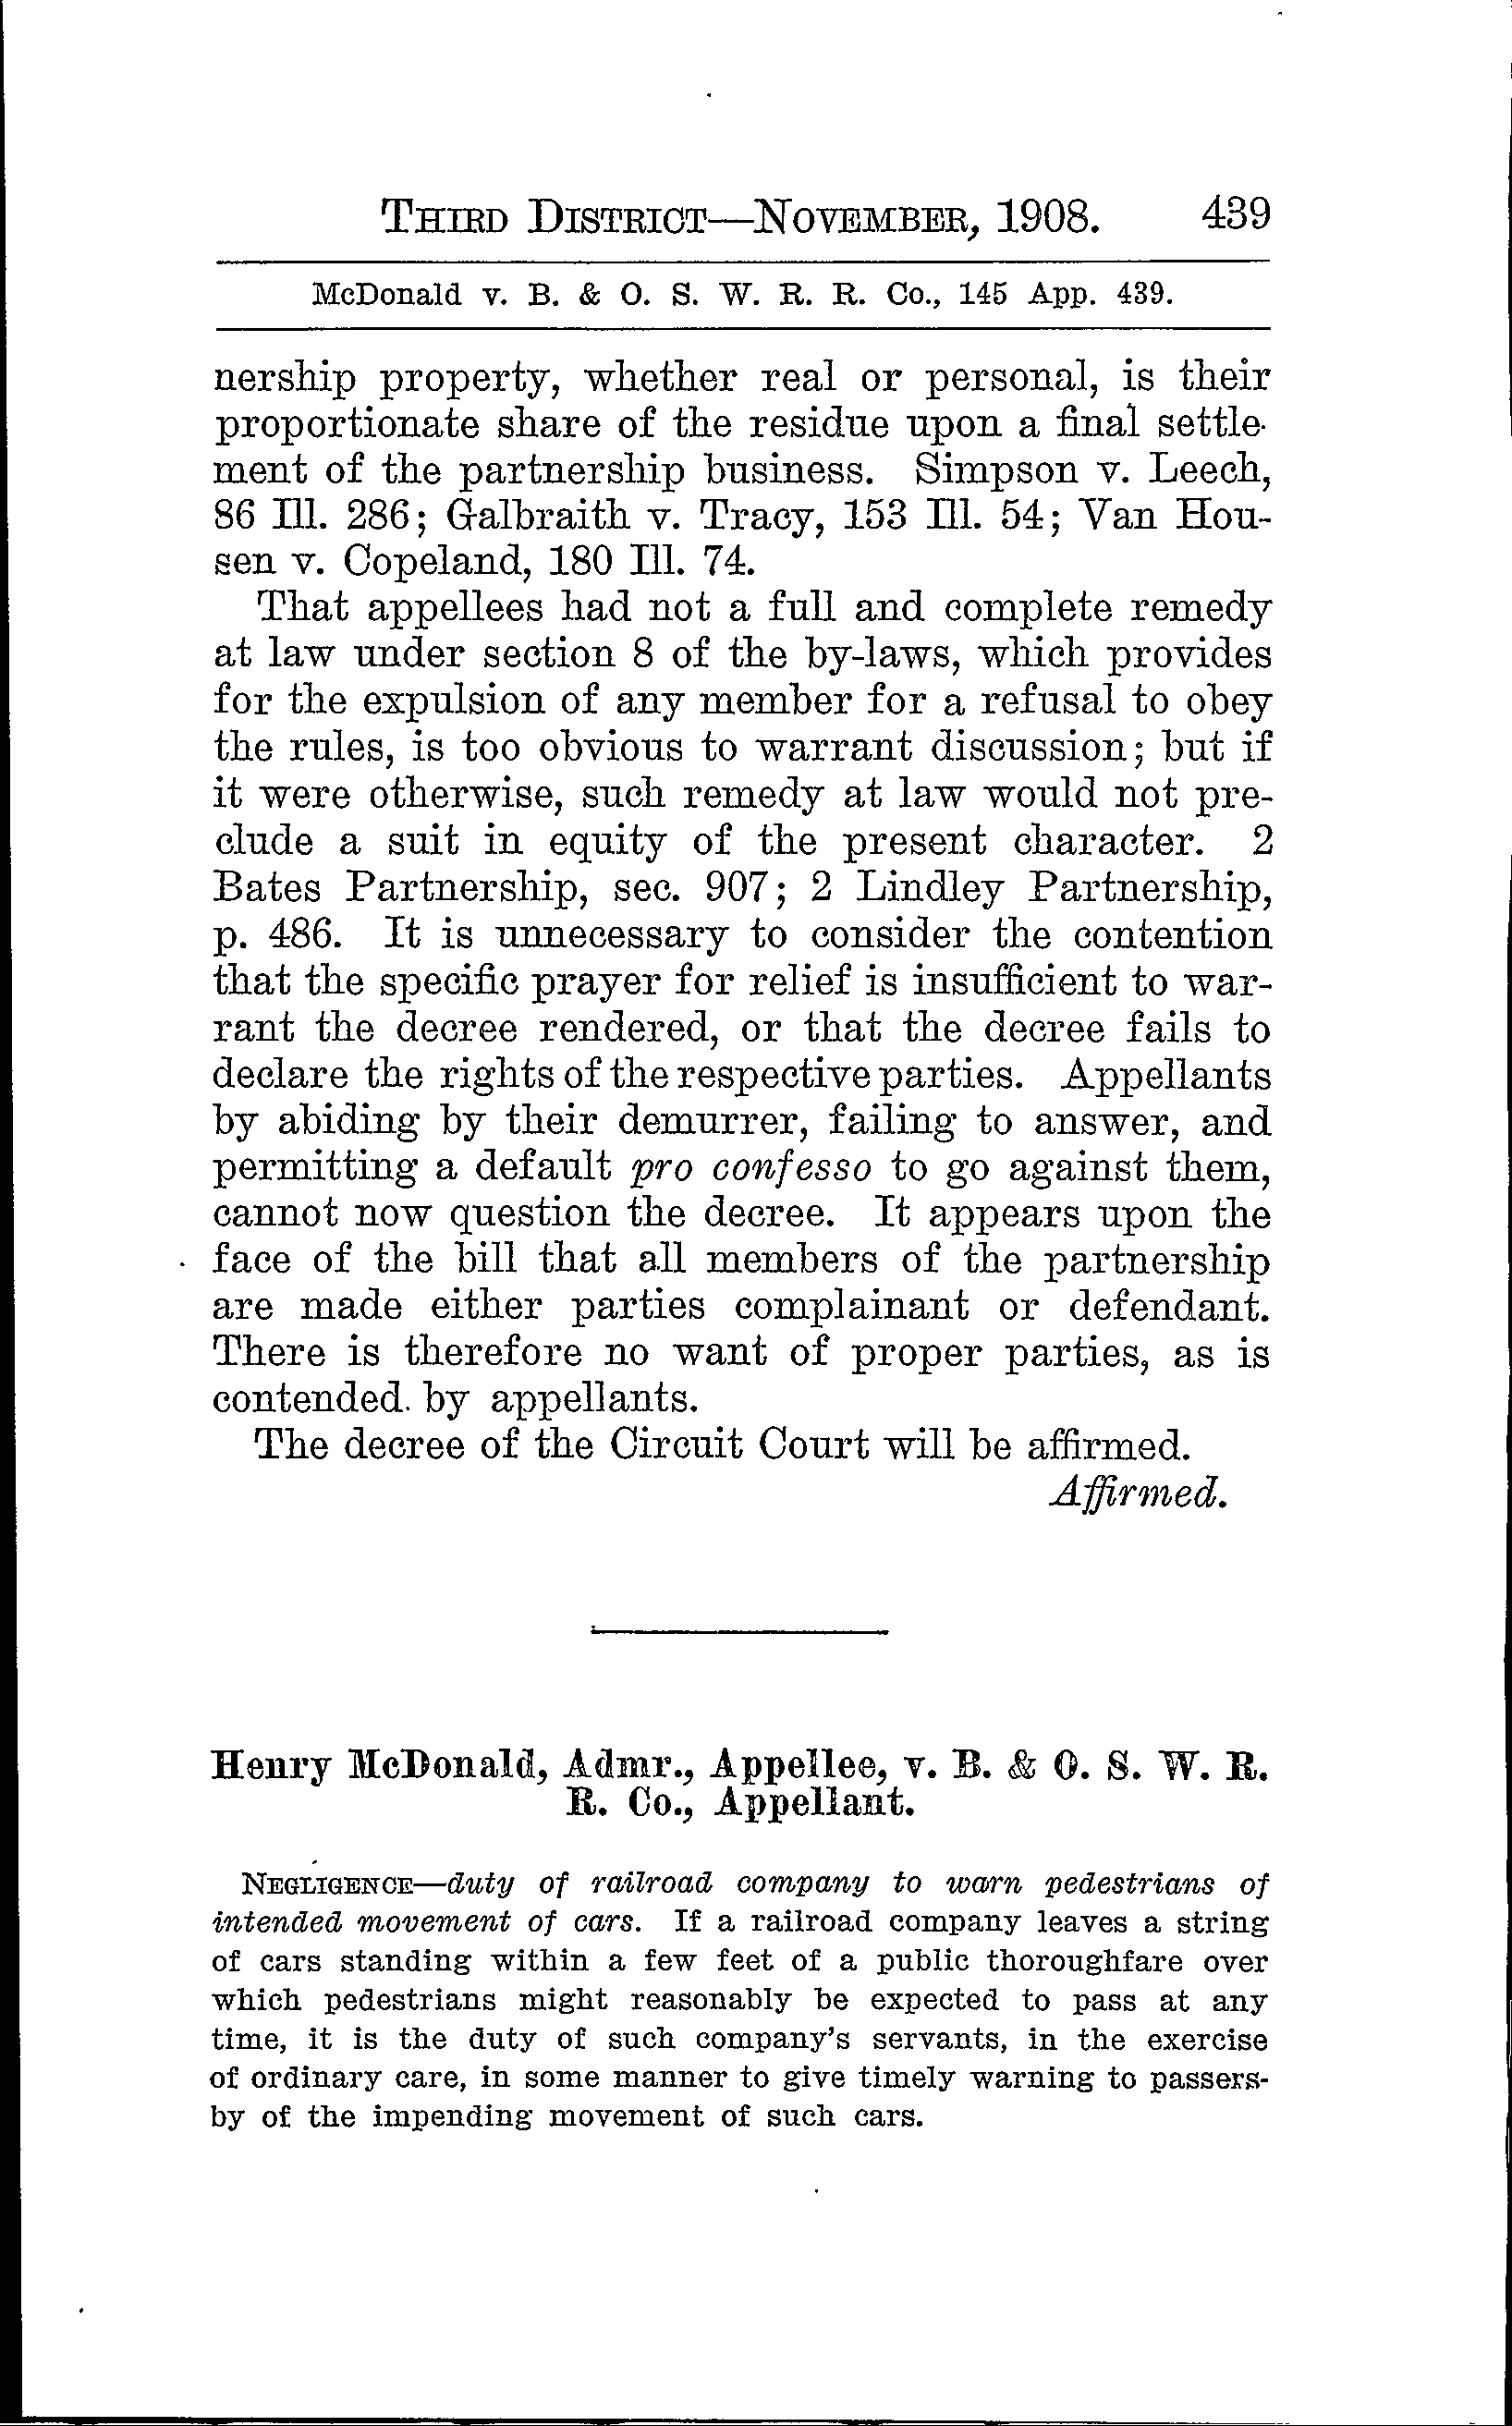 THIRD DISTRICT—NOVEMBER, 1908. 439
McDonald v. B. & O. S. W. R. R. Co., 145 App. 439.
nership property, whether real or personal, is their
proportionate share of the residue upon a final settle-
ment of the partnership business. Simpson v. Leech,
86 Ill. 286; Galbraith v. Tracy, 153 Ill. 54; Van Hou-
sen v. Copeland, 180 Ill. 74.
That appellees had not a full and complete remedy
at law under section 8 of the by-laws, which provides
for the expulsion of any member for a refusal to obey
the rules, is too obvious to warrant discussion; but if
it were otherwise, such remedy at law would not pre-
clude a suit in equity of the present character. 2
Bates Partnership, sec. 907; 2 Lindley Partnership,
p. 486. It is unnecessary to consider the contention
that the specific prayer for relief is insufficient to war-
rant the decree rendered, or that the decree fails to
declare the rights of the respective parties. Appellants
by abiding by their demurrer, failing to answer, and
permitting a default pro confesso to go against them,
cannot now question the decree. It appears upon the
face of the bill that all members of the partnership
are made either parties complainant or defendant.
There is therefore no want of proper parties, as is
contended. by appellants.
The decree of the Circuit Court will be affirmed.
Affirmed.
Henry McDonald, Admr., Appellee, v. B. & O. S. W. R.
R. Co., Appellant.
NEGLIGENCE—duty of railroad company to warn pedestrians of
intended movement of cars. If a railroad company leaves a string
of cars standing within a few feet of a public thoroughfare over
which pedestrians might reasonably be expected to pass at any
time, it is the duty of such company's servants, in the exercise
of ordinary care, in some manner to give timely warning to passers-
by of the impending movement of such cars.